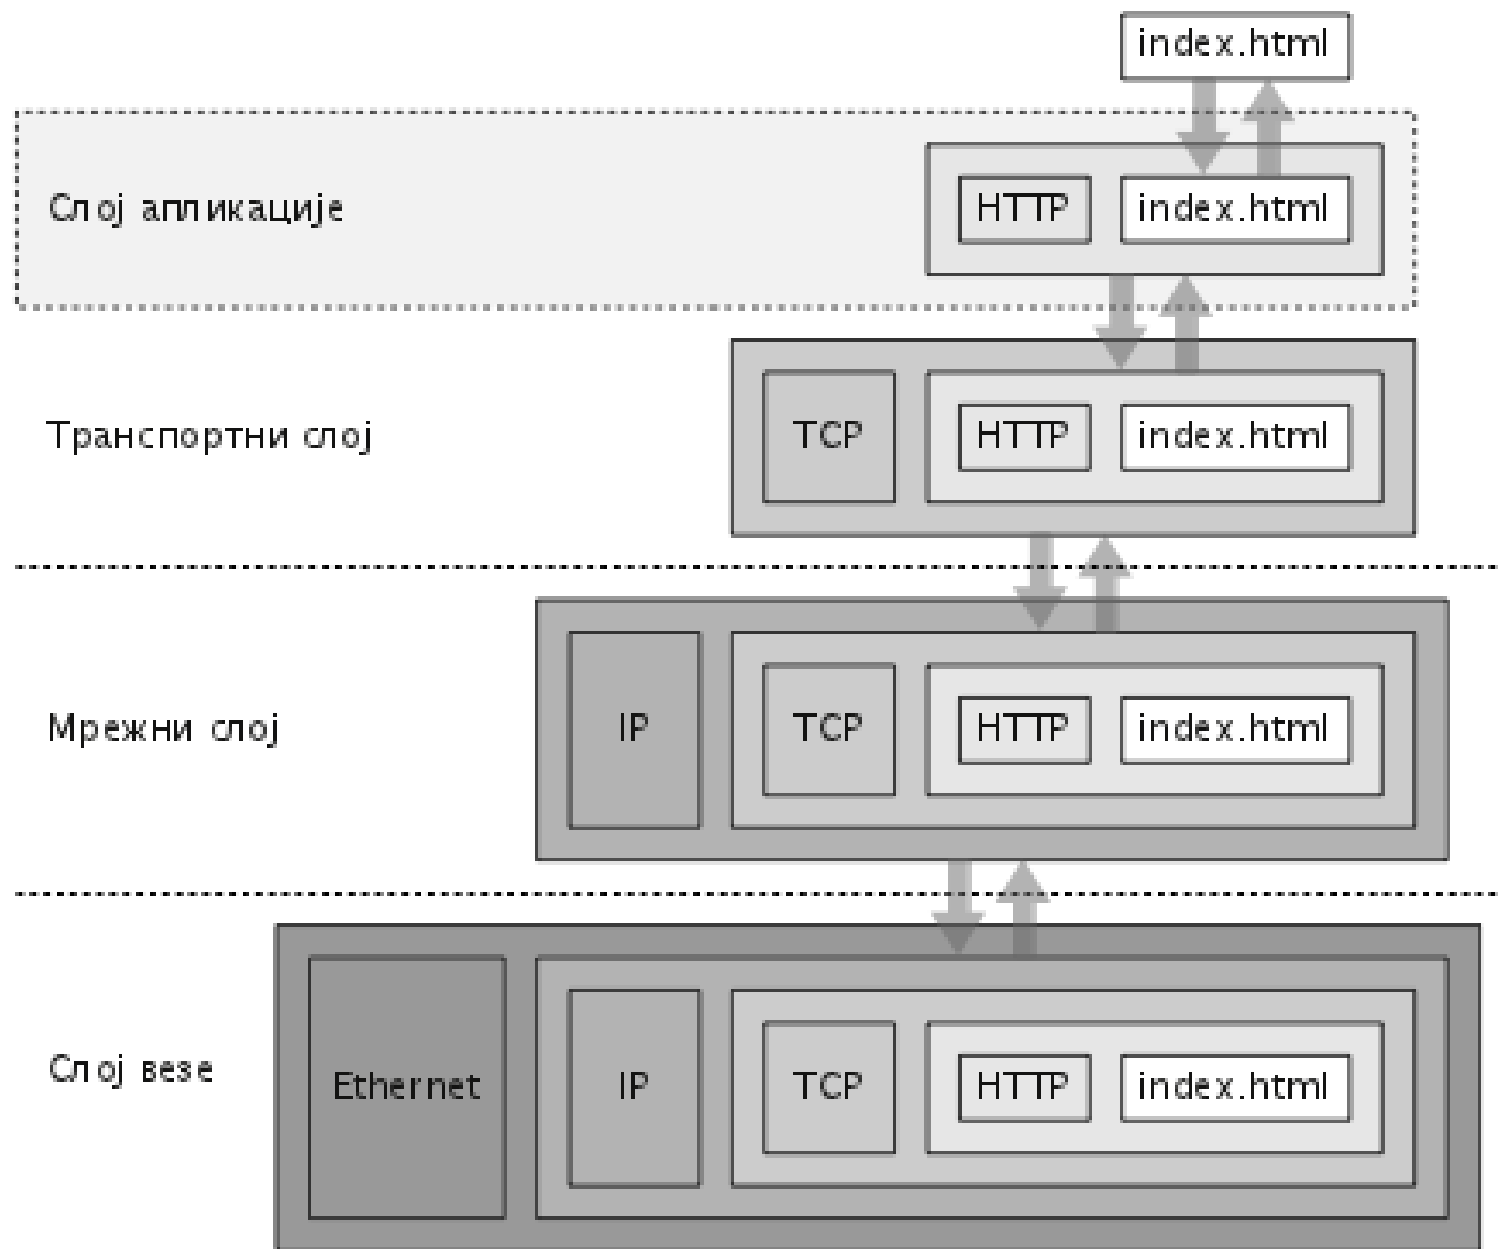 index.html
Слој апликације
HTTP
index.html
Транспортни слој
TCP
HTTP
index.html
Мрежни слој
IP
TCP
HTTP
index.html
Слој везе
Ethernet
IP
TCP
HTTP
index.html